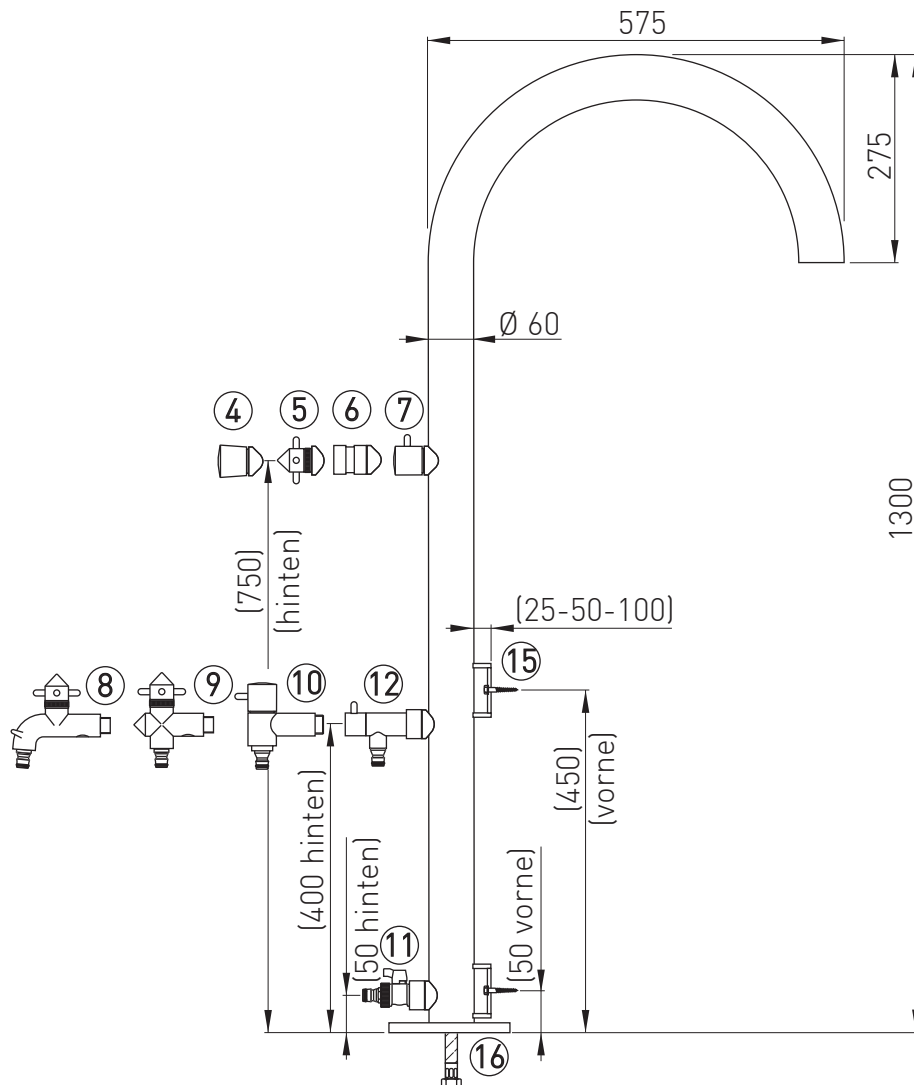 575
275
Ø 60
4
5
6
7
1300
(750)
(hinten)
(25-50-100)
15
8
9
10
12
(450)
(vorne)
(400 hinten)
(50 hinten)
(50 vorne)
11
16